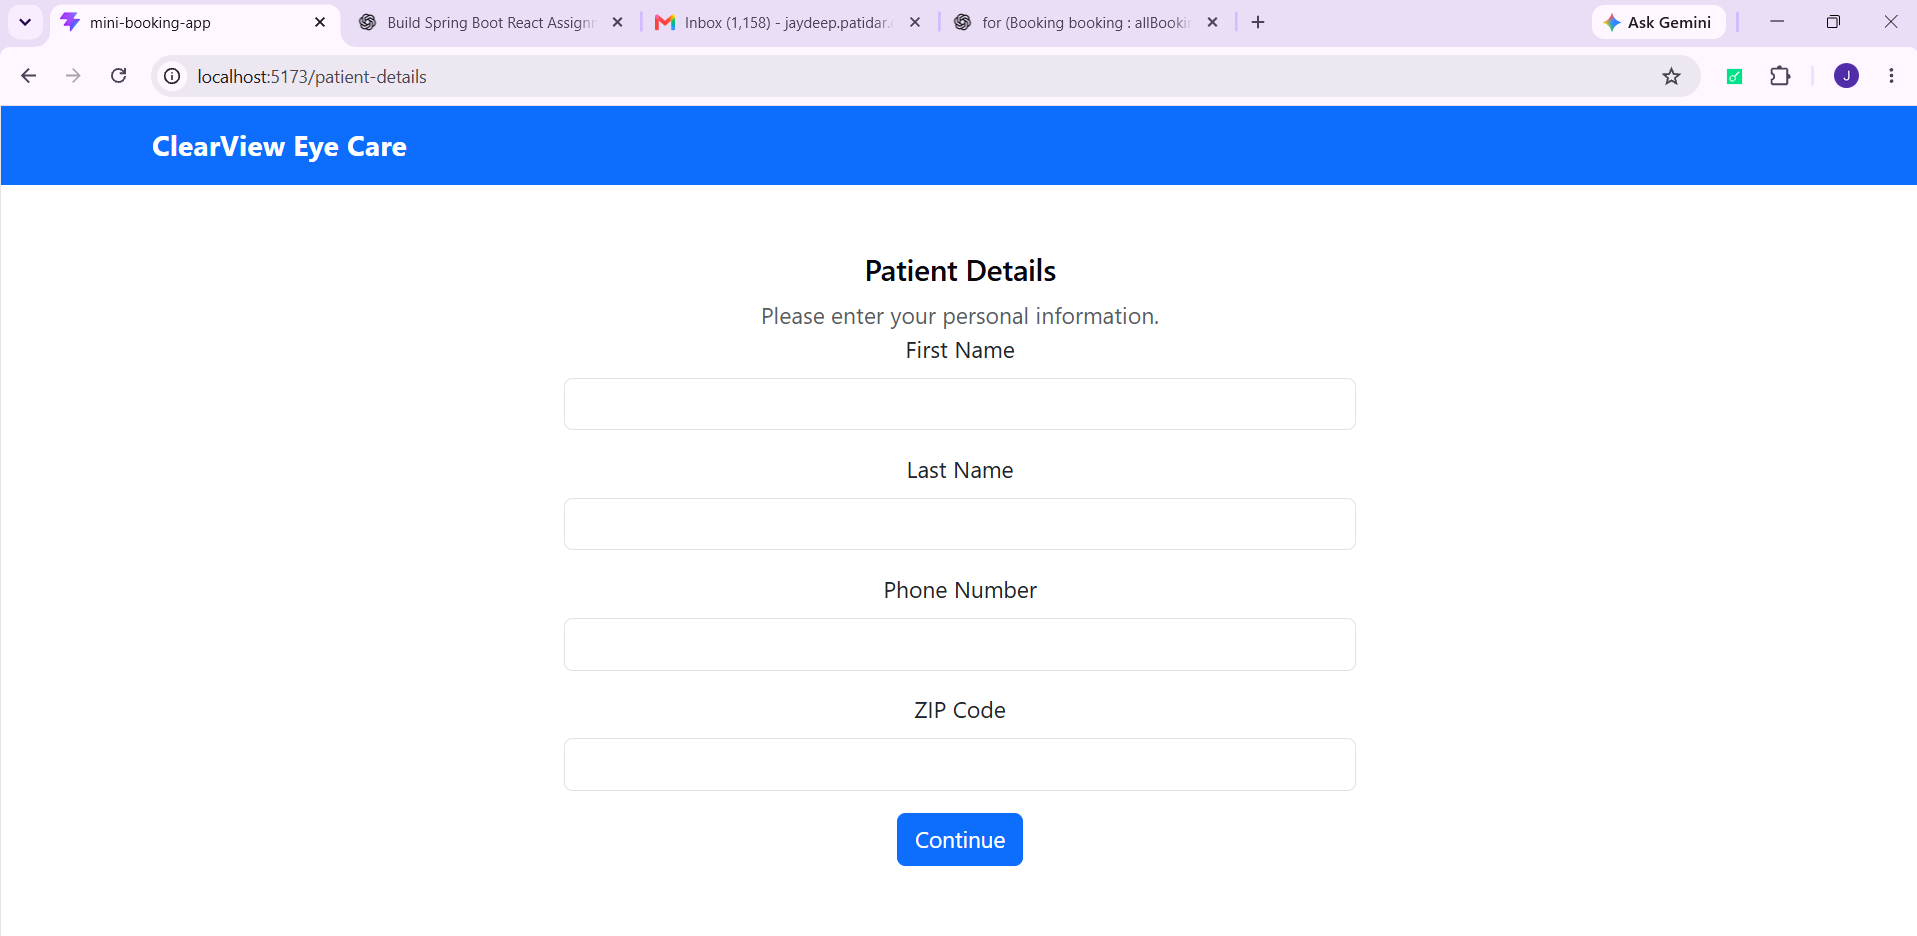 mini-booking-app
Build Spring Boot React Assignm
Inbox (1,158) - jaydeep.patidar.
for (Booking booking : allBookin
Ask Gemini
localhost:5173/patient-details
J
ClearView Eye Care
Patient Details
Please enter your personal information.
First Name
Last Name
Phone Number
ZIP Code
Continue